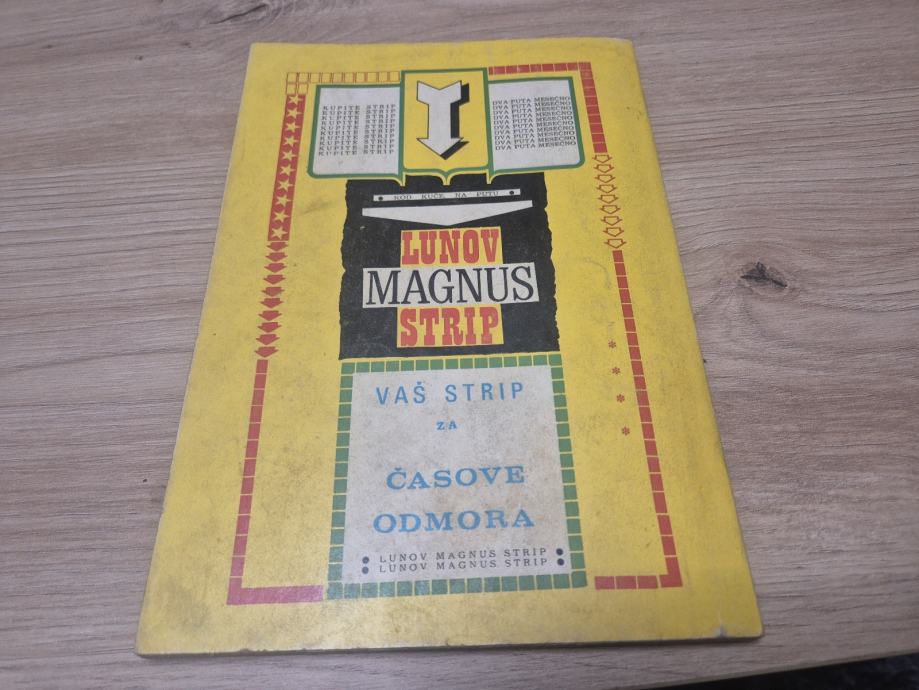 KUPITE STRIP
KUPITE STRIP
KUPITE STRIP
KUPITE STRIP
KUPITE STRIP
KUPITE STRIP
KUPITE STRIP
KUPITE STRIP
KUPITE STRIP
DVA PUTA MESEČNO
DVA PUTA MESEČNO
DVA PUTA MESEČNO
DVA PUTA MESEČNO
DVA PUTA MESEČNO
DVA PUTA MESEČNO
DVA PUTA MESEČNO
DVA PUTA MESEČNO
DVA PUTA MESEČNO
KOD KUĆE, NA PUTU
LUNOV
MAGNUS
STRIP
VAŠ STRIP
ZA
ČASOVE
ODMORA
LUNOV MAGNUS STRIP
LUNOV MAGNUS STRIP